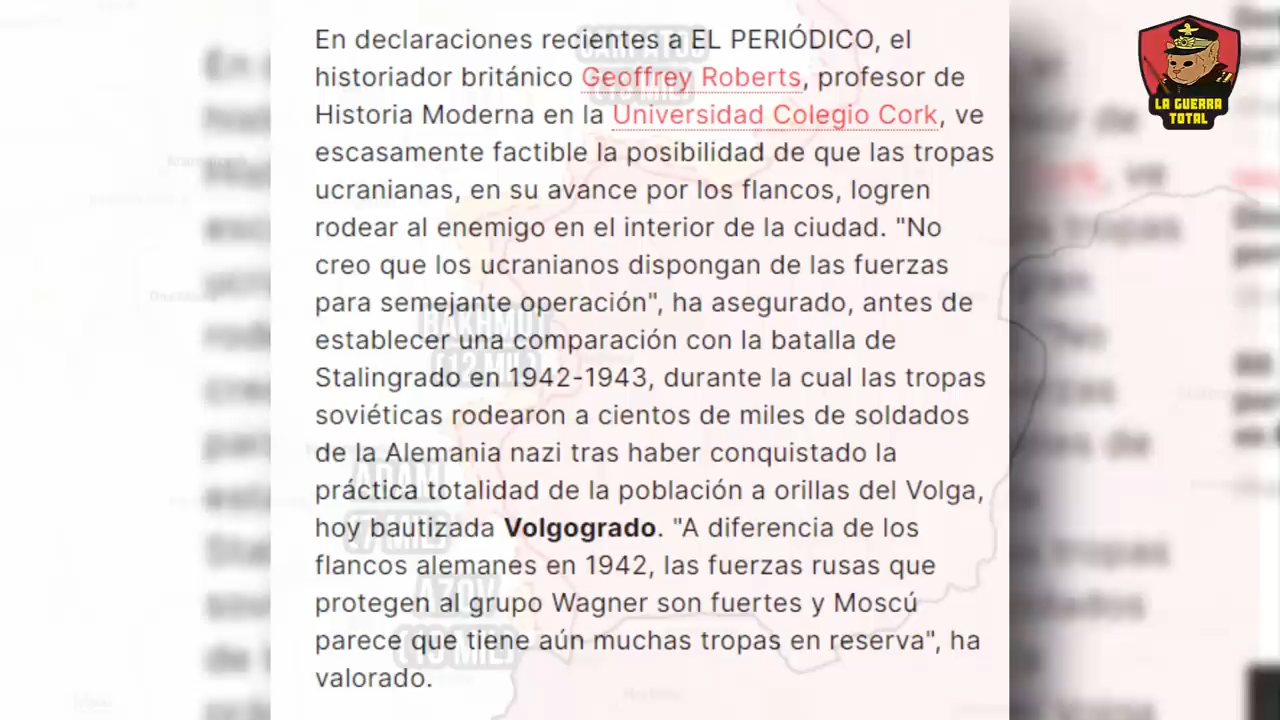 En declaraciones recientes a EL PERIÓDICO, el
historiador británico Geoffrey Roberts, profesor de
Historia Moderna en la Universidad Colegio Cork, ve
escasamente factible la posibilidad de que las tropas
ucranianas, en su avance por los flancos, logren
rodear al enemigo en el interior de la ciudad. "No
creo que los ucranianos dispongan de las fuerzas
para semejante operación", ha asegurado, antes de
establecer una comparación con la batalla de
Stalingrado en 1942-1943, durante la cual las tropas
soviéticas rodearon a cientos de miles de soldados
de la Alemania nazi tras haber conquistado la
práctica totalidad de la población a orillas del Volga,
hoy bautizada Volgogrado. "A diferencia de los
flancos alemanes en 1942, las fuerzas rusas que
protegen al grupo Wagner son fuertes y Moscú
parece que tiene aún muchas tropas en reserva", ha
valorado.
LA GUERRA
TOTAL
BAKHMUT
(12 MIL)
ADAM
(7 MIL)
AZOV